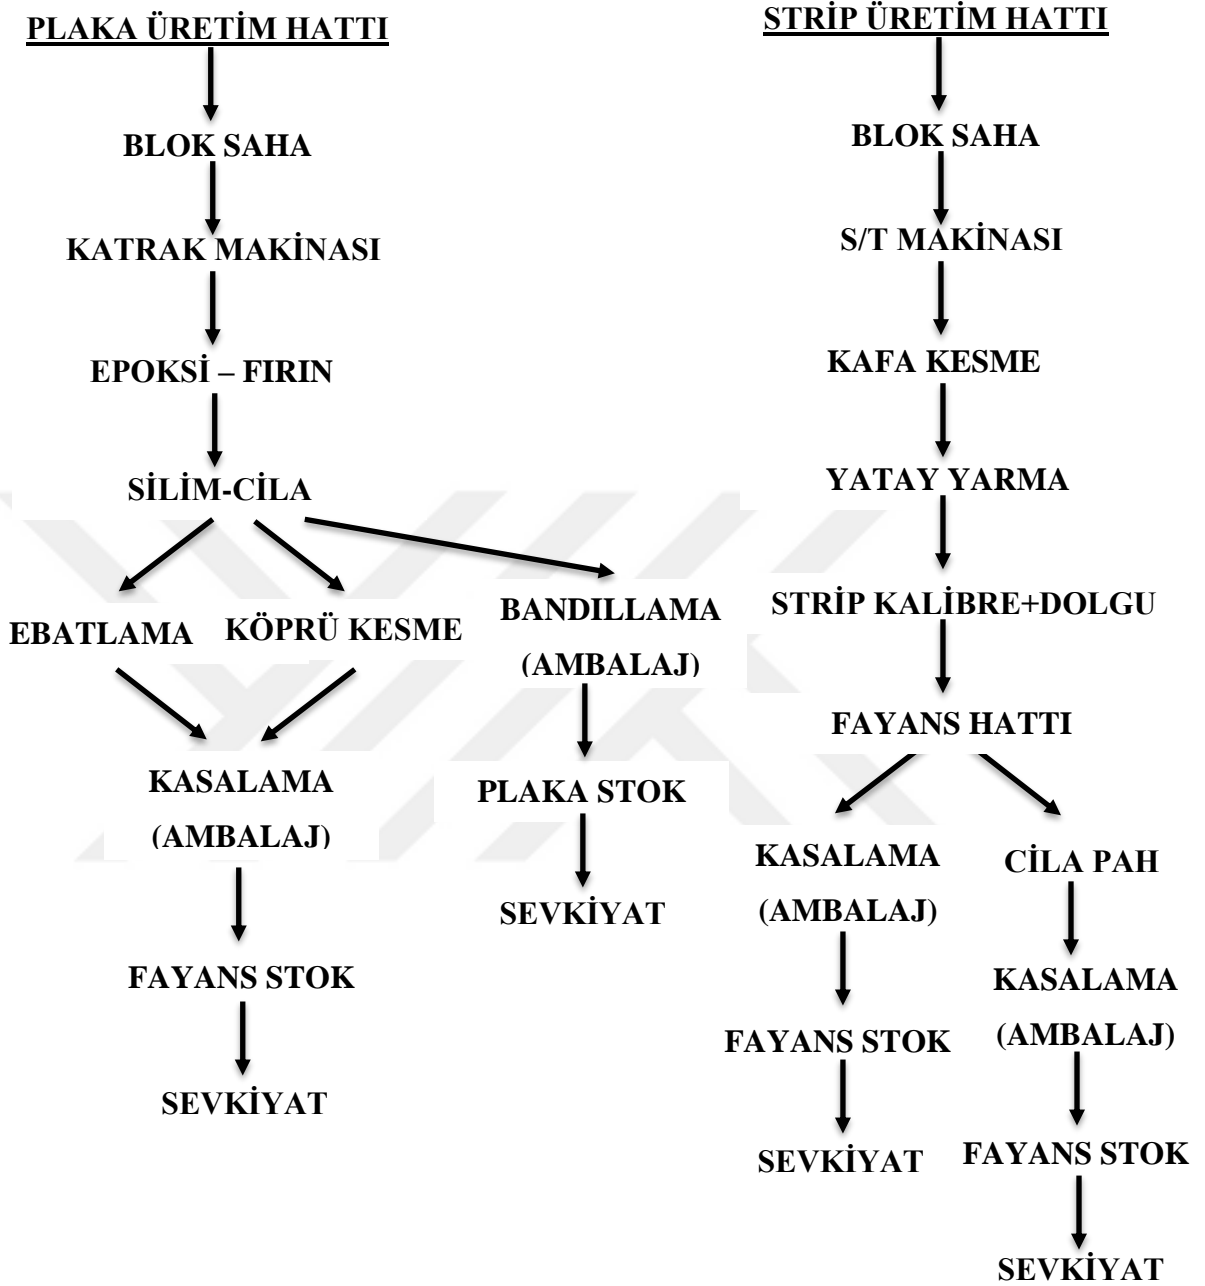 PLAKA ÜRETİM HATTI
BLOK SAHA
KATRAK MAKİNASI
EPOKSİ – FIRIN
SİLİM-CİLA
EBATLAMA
KÖPRÜ KESME
BANDILLAMA
(AMBALAJ)
KASALAMA
(AMBALAJ)
FAYANS STOK
SEVKİYAT
PLAKA STOK
SEVKİYAT
STRİP ÜRETİM HATTI
BLOK SAHA
S/T MAKİNASI
KAFA KESME
YATAY YARMA
STRİP KALİBRE+DOLGU
FAYANS HATTI
KASALAMA
(AMBALAJ)
FAYANS STOK
SEVKİYAT
CİLA PAH
KASALAMA
(AMBALAJ)
FAYANS STOK
SEVKİYAT